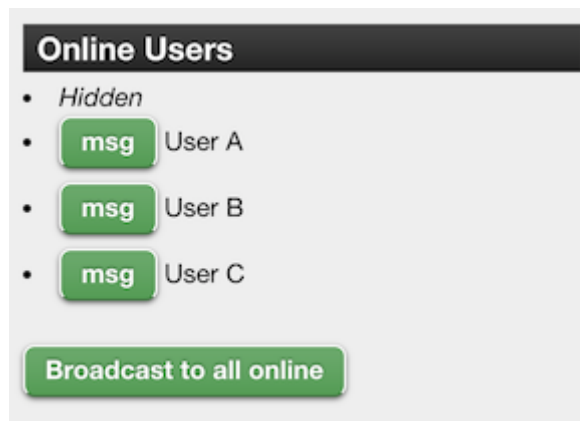 Online Users
Hidden
msg User A
msg User B
msg User C
Broadcast to all online